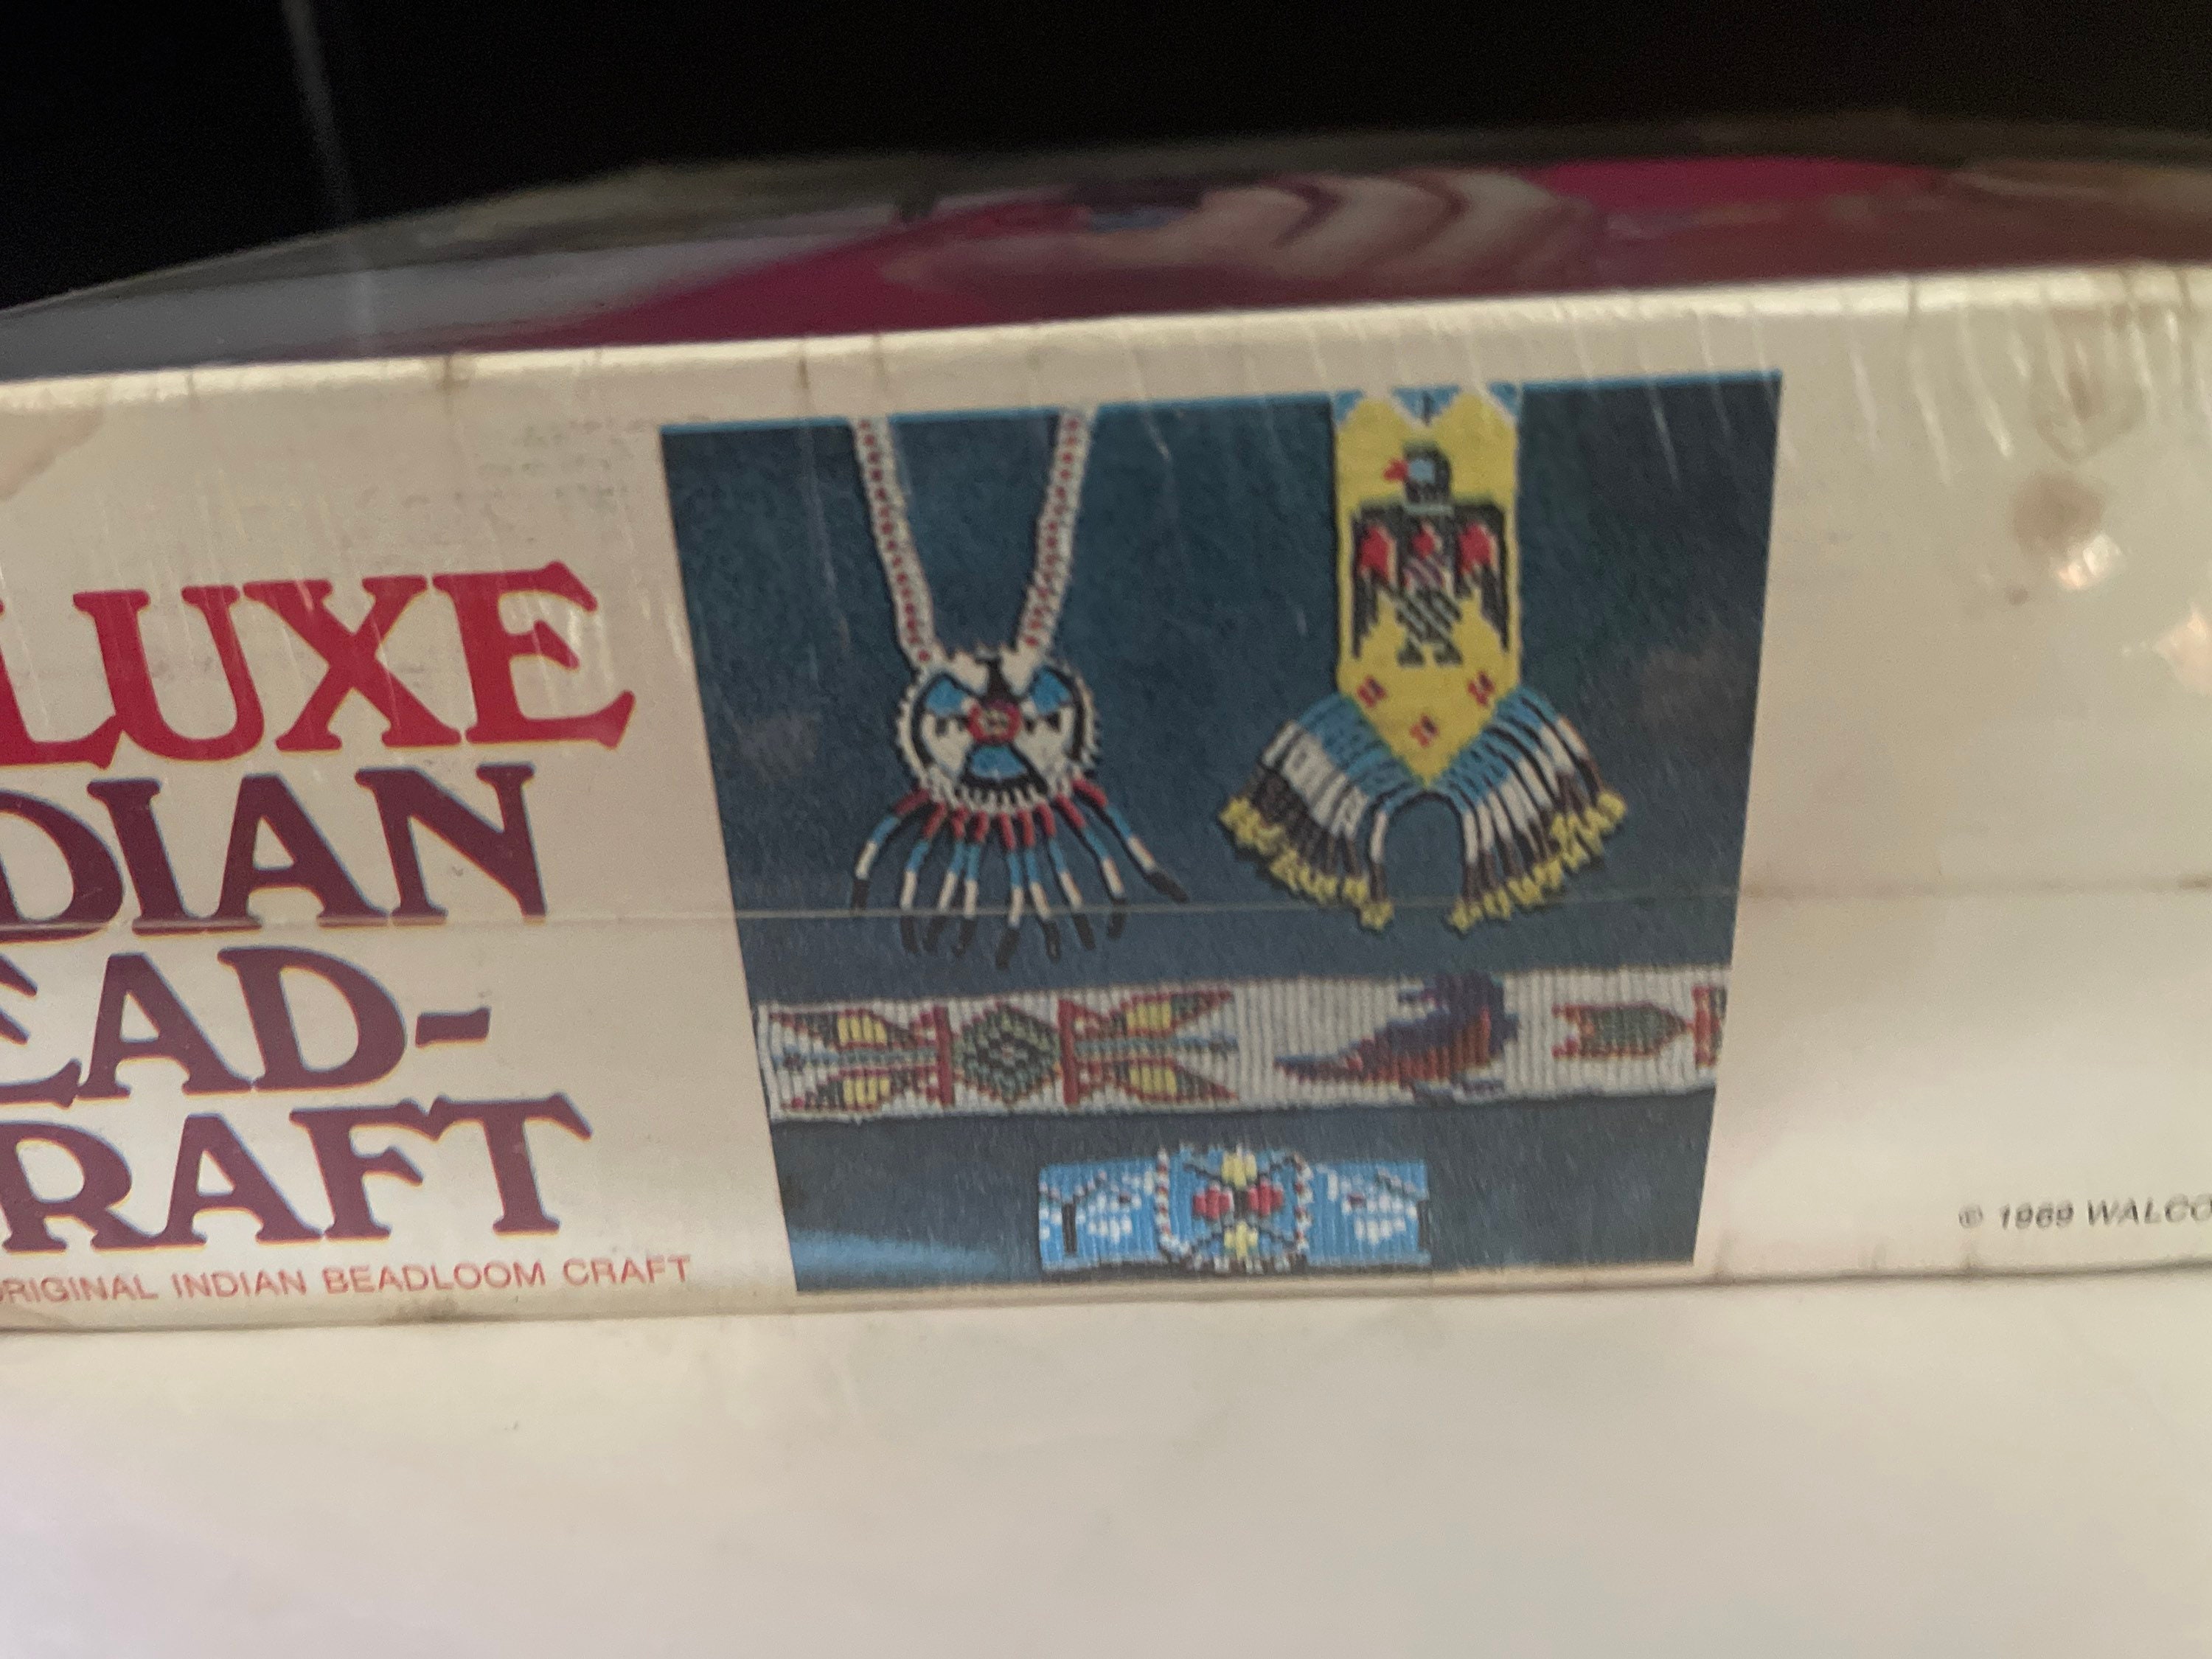 LUXE
DIAN
EAD-
RAFT
RIGINAL INDIAN BEADLOOM CRAFT
© 1969 WALCO